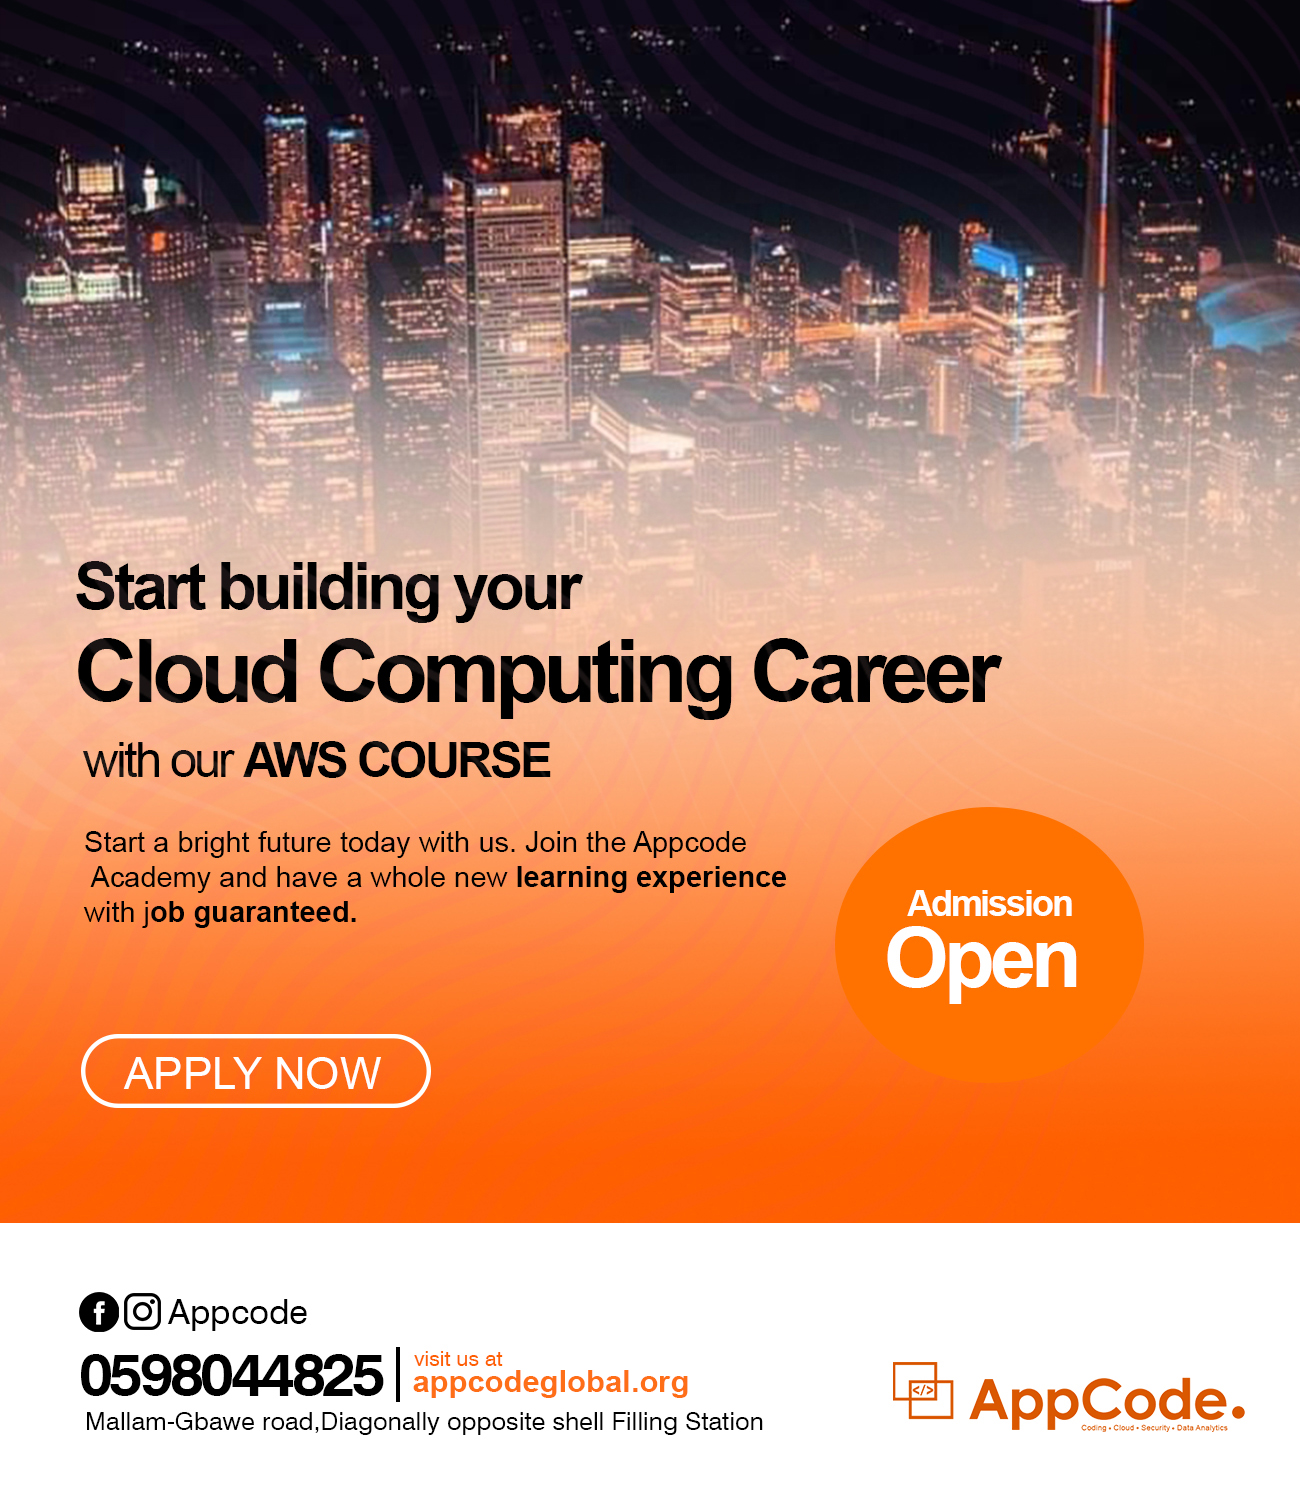 Start building your
Cloud Computing Career
with our AWS COURSE
Start a bright future today with us. Join the Appcode
Academy and have a whole new learning experience
with job guaranteed.
Admission
Open
APPLY NOW
Appcode
0598044825
visit us at
appcodeglobal.org
Mallam-Gbawe road,Diagonally opposite shell Filling Station
</>
AppCode.
Coding • Cloud • Security • Data Analytics